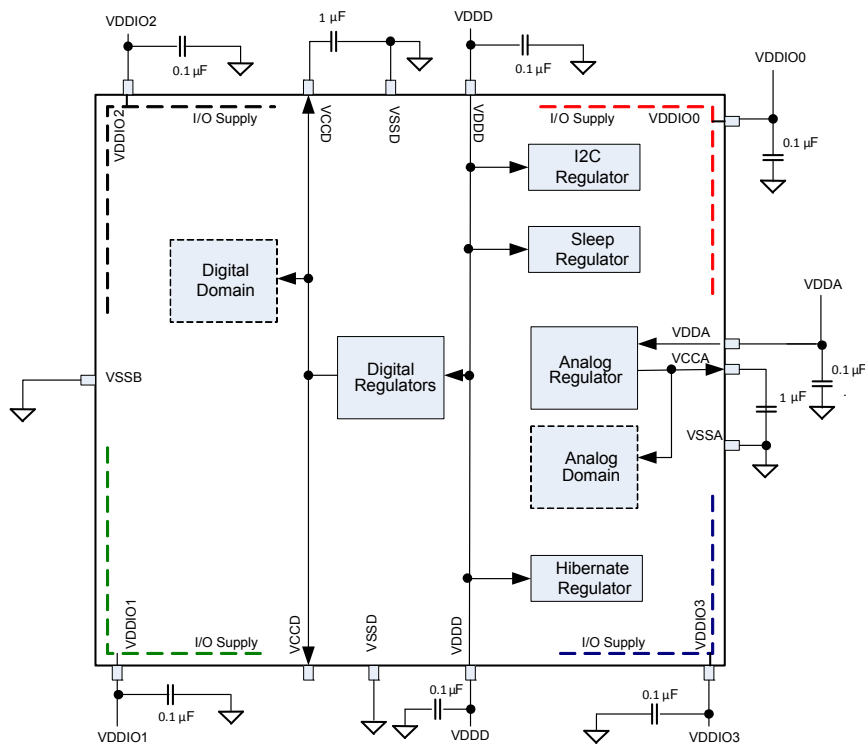 VDDIO2
1 µF
VDDD
VDDIO0
0.1 µF
0.1 µF
0.1 µF
VDDIO2
I/O Supply
VCCD
VSSD
VDDD
I/O Supply
VDDIO0
I2C
Regulator
Sleep
Regulator
Digital
Domain
VDDA
VDDA
VSSB
Digital
Regulators
Analog
Regulator
VCCA
0.1 µF
.
1 µF
VSSA
Analog
Domain
Hibernate
Regulator
VDDIO1
I/O Supply
VCCD
VSSD
VDDD
I/O Supply
VDDIO3
0.1 µF
0.1 µF
0.1 µF
VDDIO1
VDDD
VDDIO3